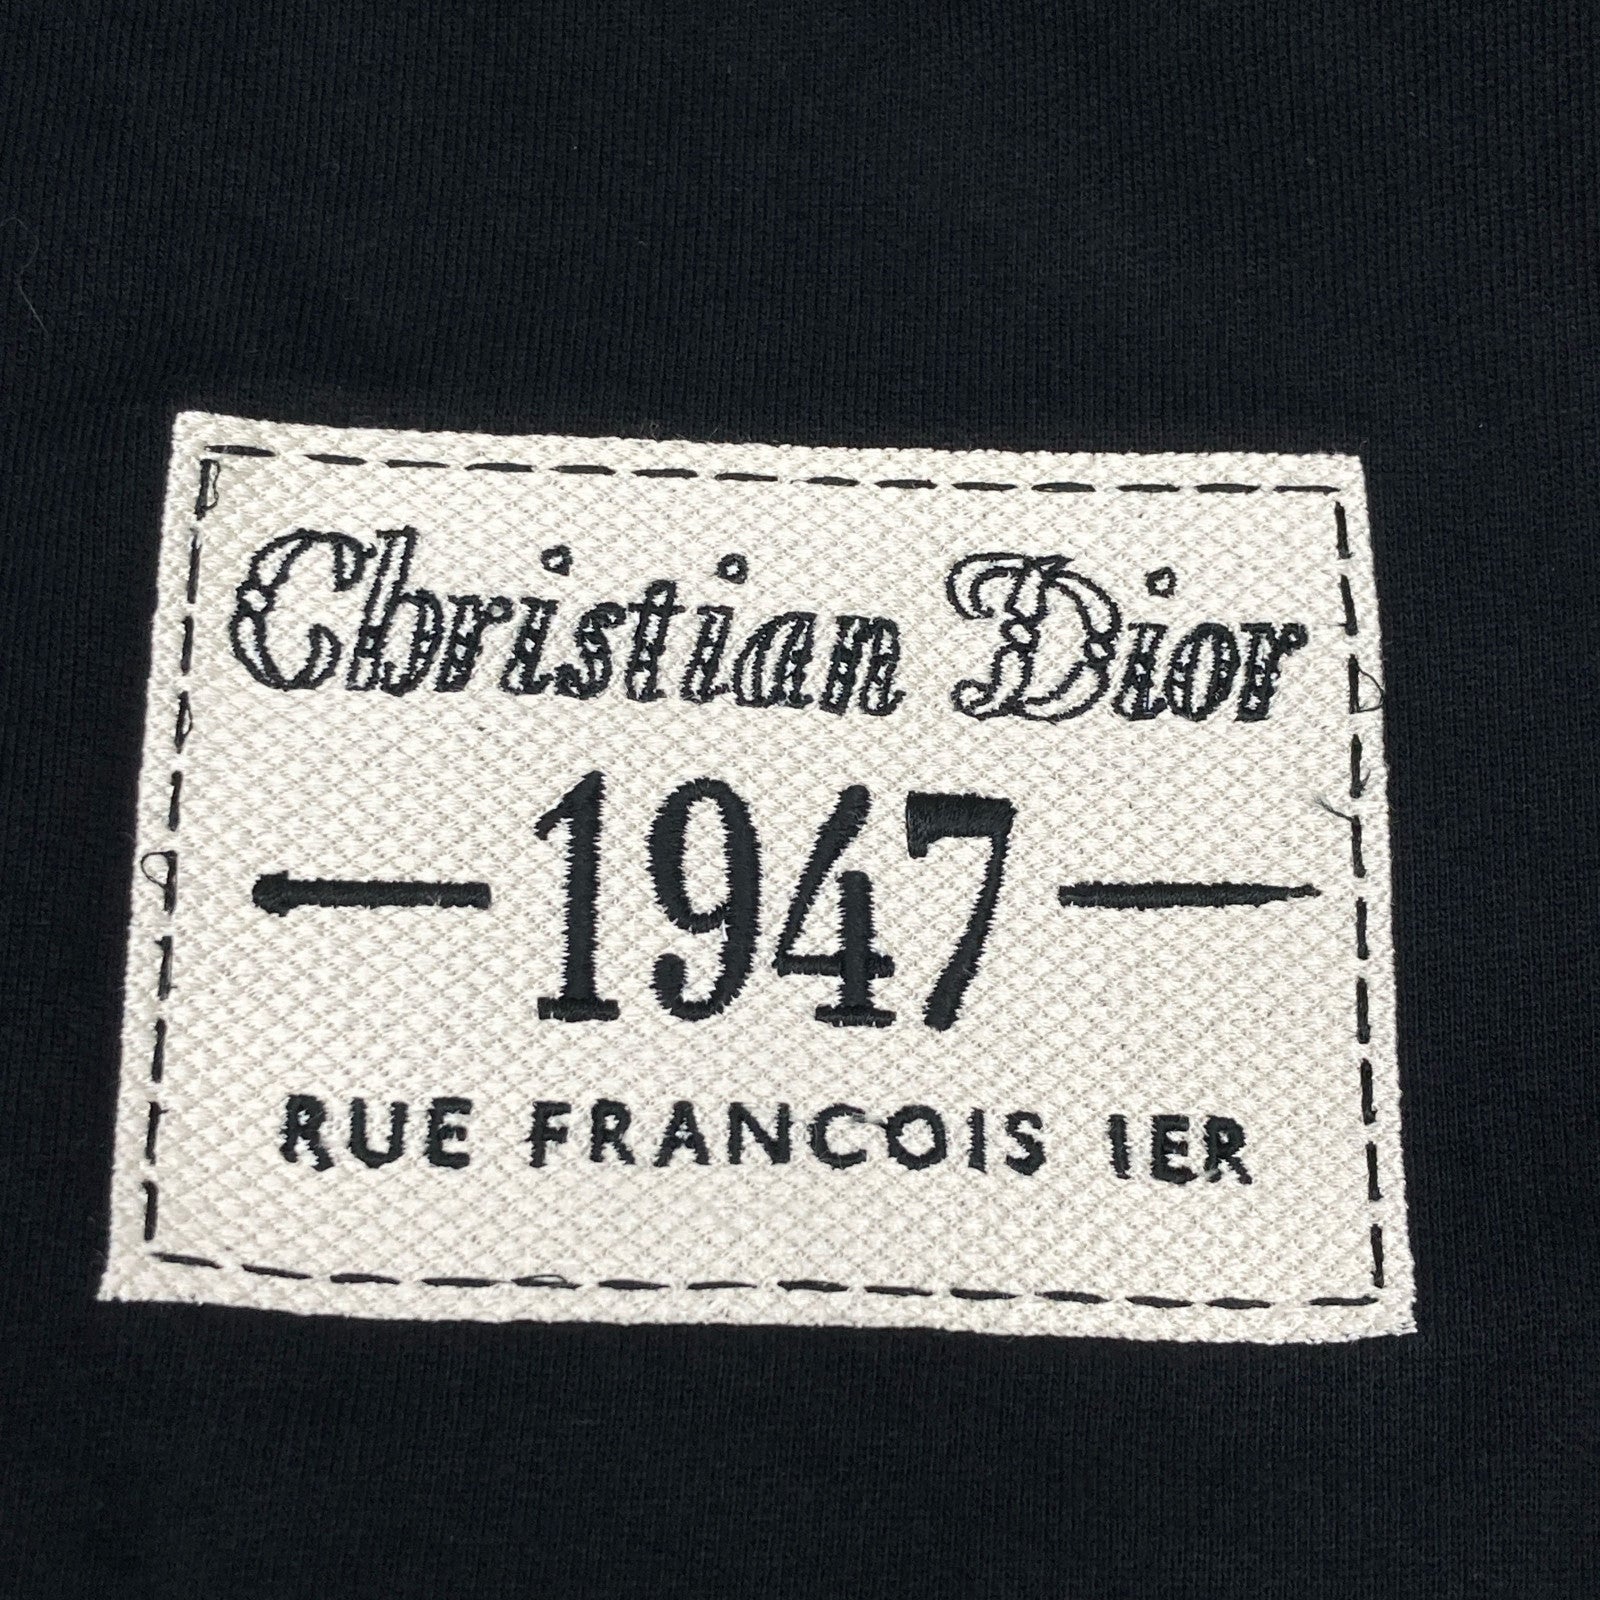 Christian Dior
1947
RUE FRANCOIS IER